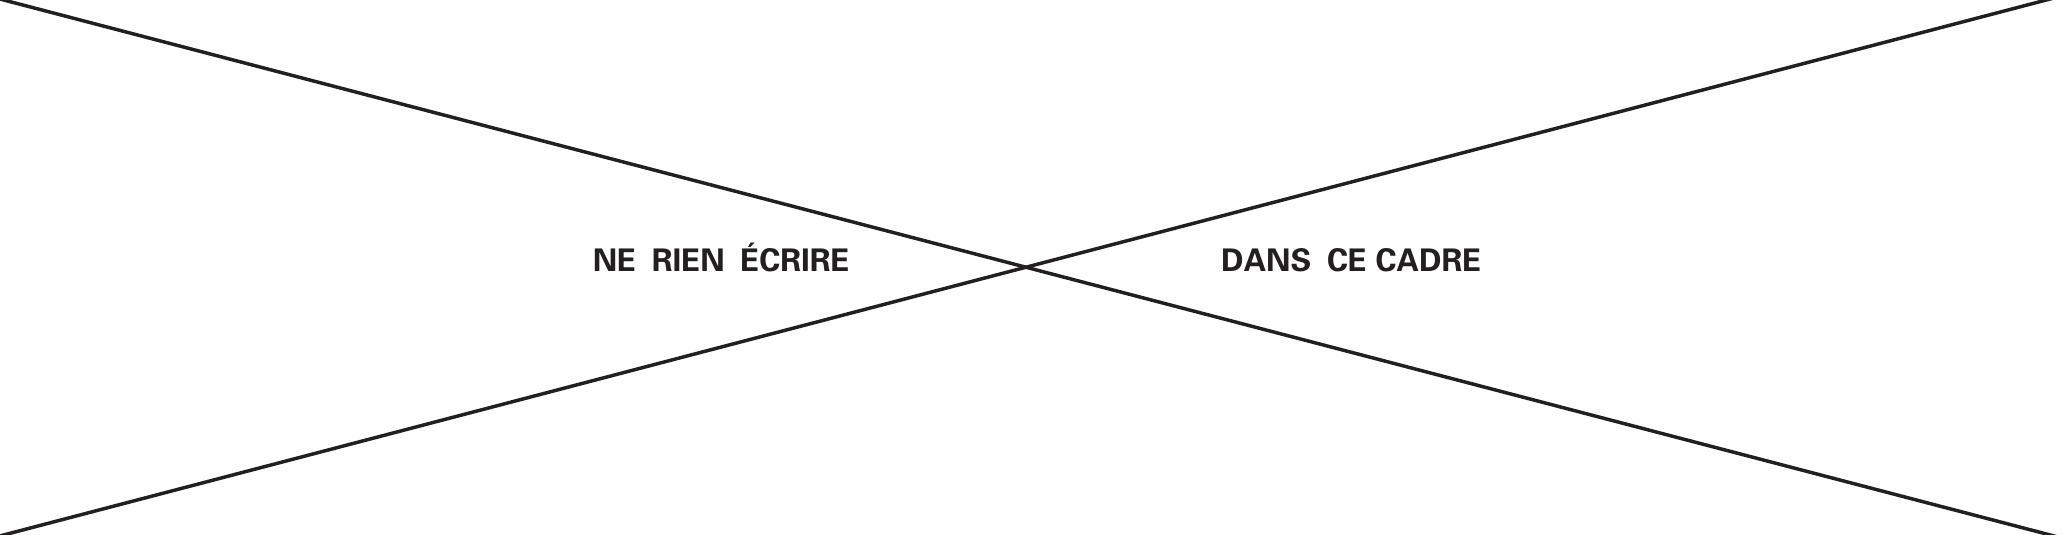 NE RIEN ÉCRIRE DANS CE CADRE